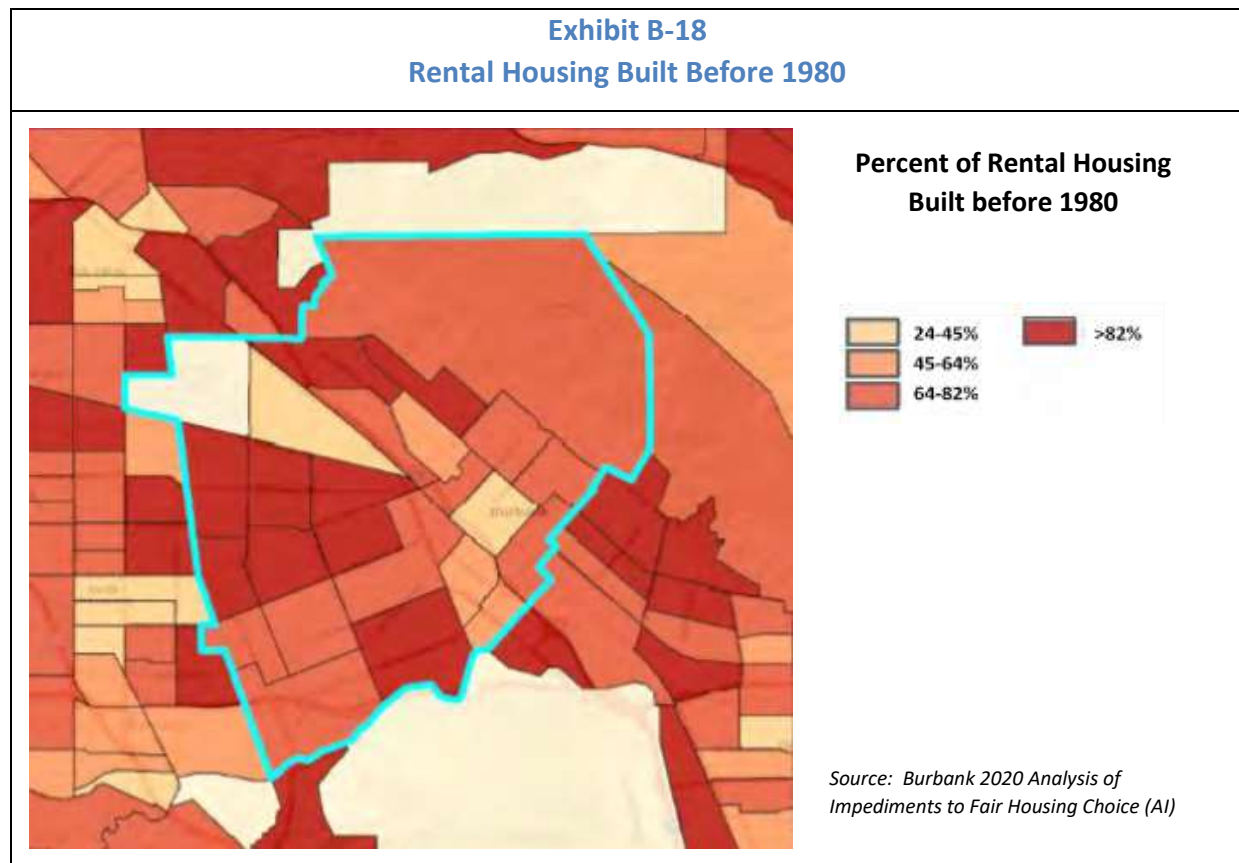 Exhibit B-18
Rental Housing Built Before 1980
Percent of Rental Housing
Built before 1980
24-45%
>82%
45-64%
64-82%
Burbank
Source: Burbank 2020 Analysis of
Impediments to Fair Housing Choice (AI)